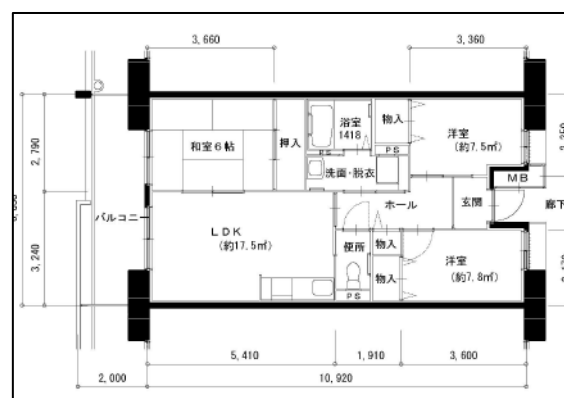 3,660
3,360
和室6帖
押入
浴室
1418
物入
洋室
(約7.5㎡)
PS
PS
洗面・脱衣
MB
2,790
バルコニー
LDK
(約17.5㎡)
ホール
玄関
廊下
3,240
便所
物入
物入
洋室
(約7.8㎡)
PS
5,410
1,910
3,600
2,000
10,920